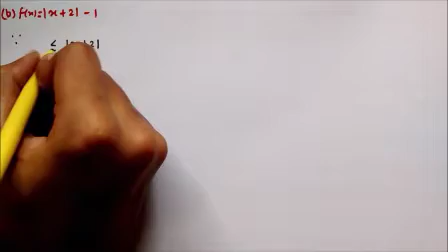 (b) f(x)=|x+2| - 1
∵ ≤ 2|